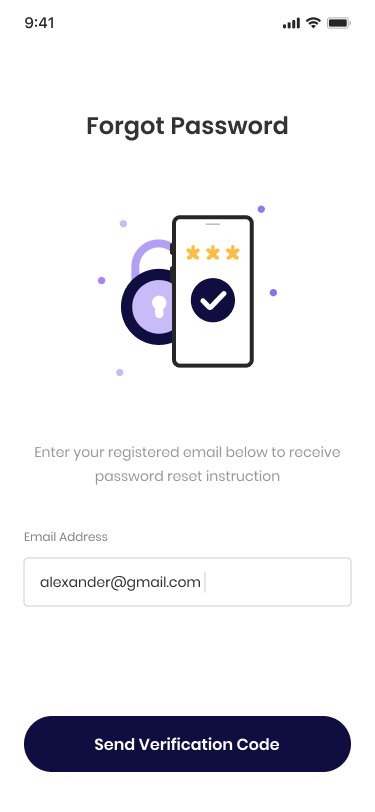 9:41
Forgot Password
Enter your registered email below to receive
password reset instruction
Email Address
alexander@gmail.com
Send Verification Code